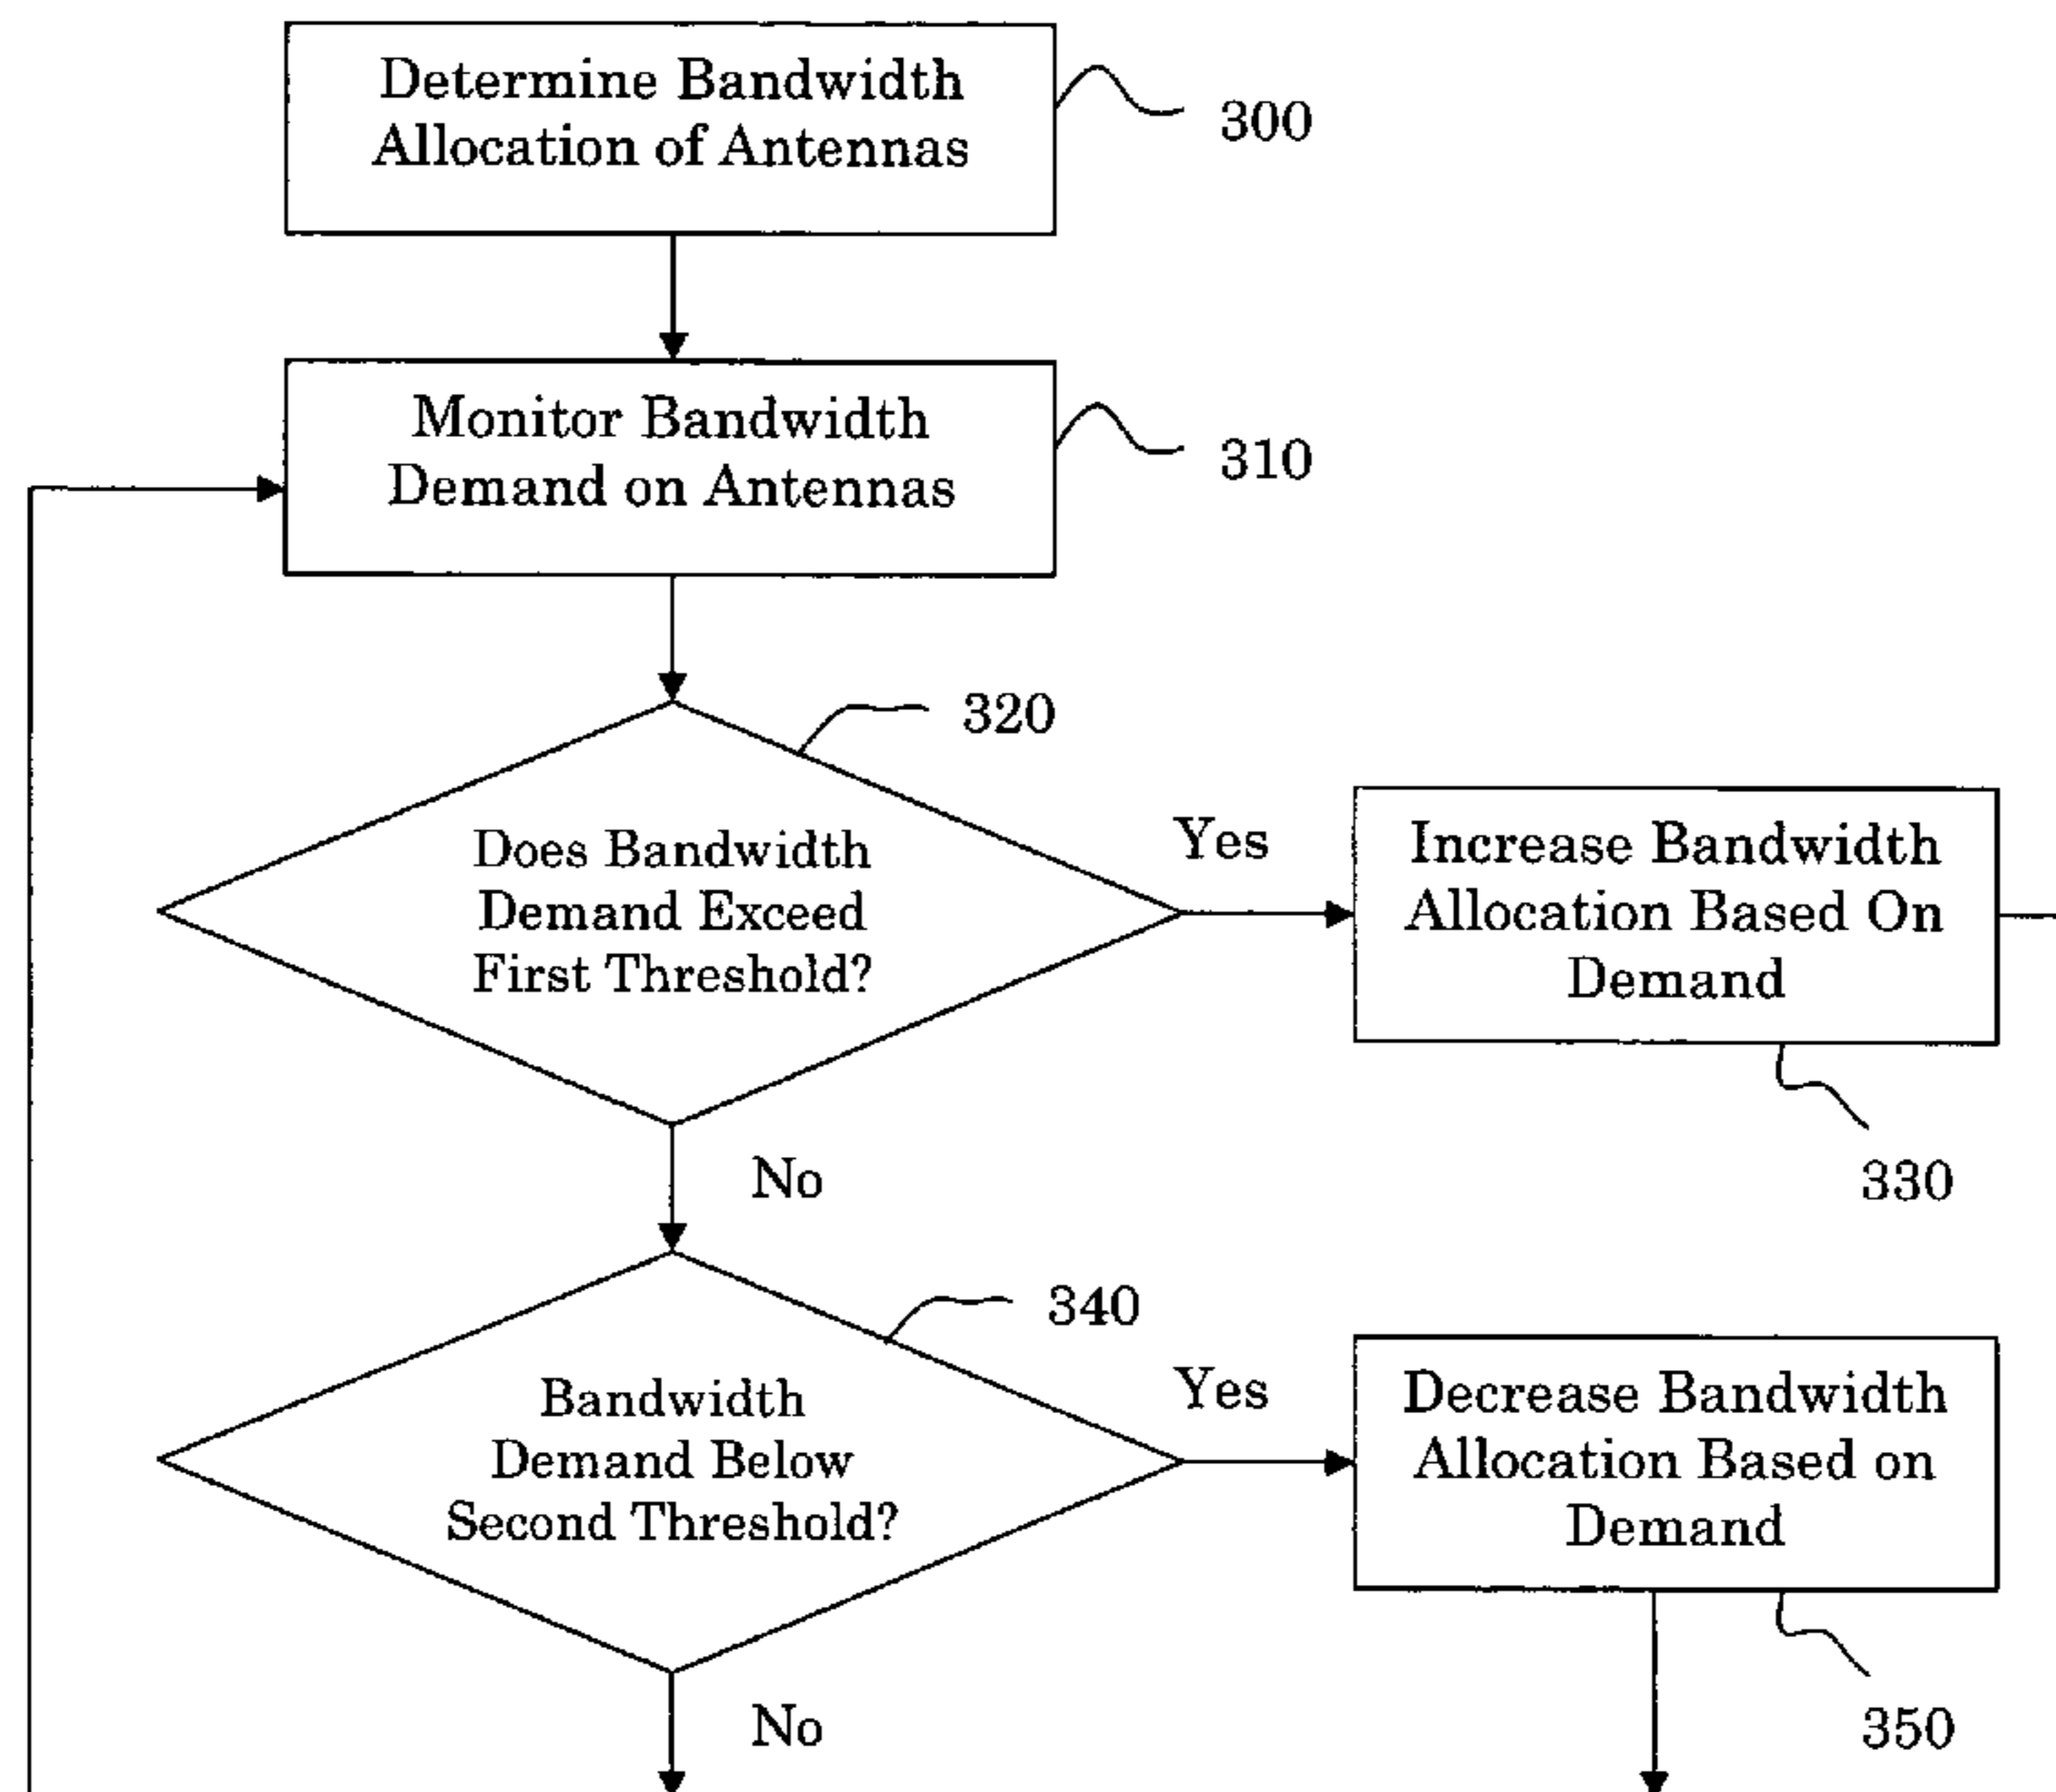 Determine Bandwidth
Allocation of Antennas
300
Monitor Bandwidth
Demand on Antennas
310
320
Does Bandwidth
Demand Exceed
First Threshold?
Yes
Increase Bandwidth
Allocation Based On
Demand
330
No
340
Bandwidth
Demand Below
Second Threshold?
Yes
Decrease Bandwidth
Allocation Based on
Demand
350
No